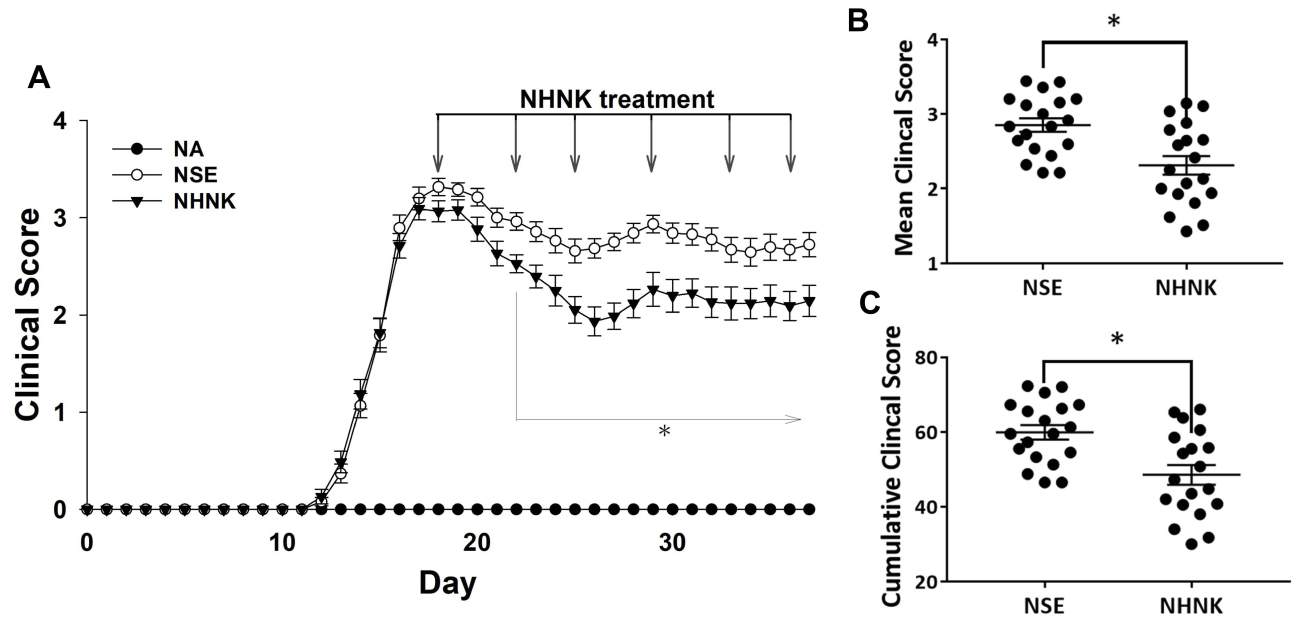 A
NHNK treatment
NA
NSE
NHNK
Clinical Score
4
3
2
1
0
*
0 10 20 30
Day
B
*
Mean Clinical Score
4
3
2
1
NSE NHNK
C
*
Cumulative Clincal Score
80
60
40
20
NSE NHNK